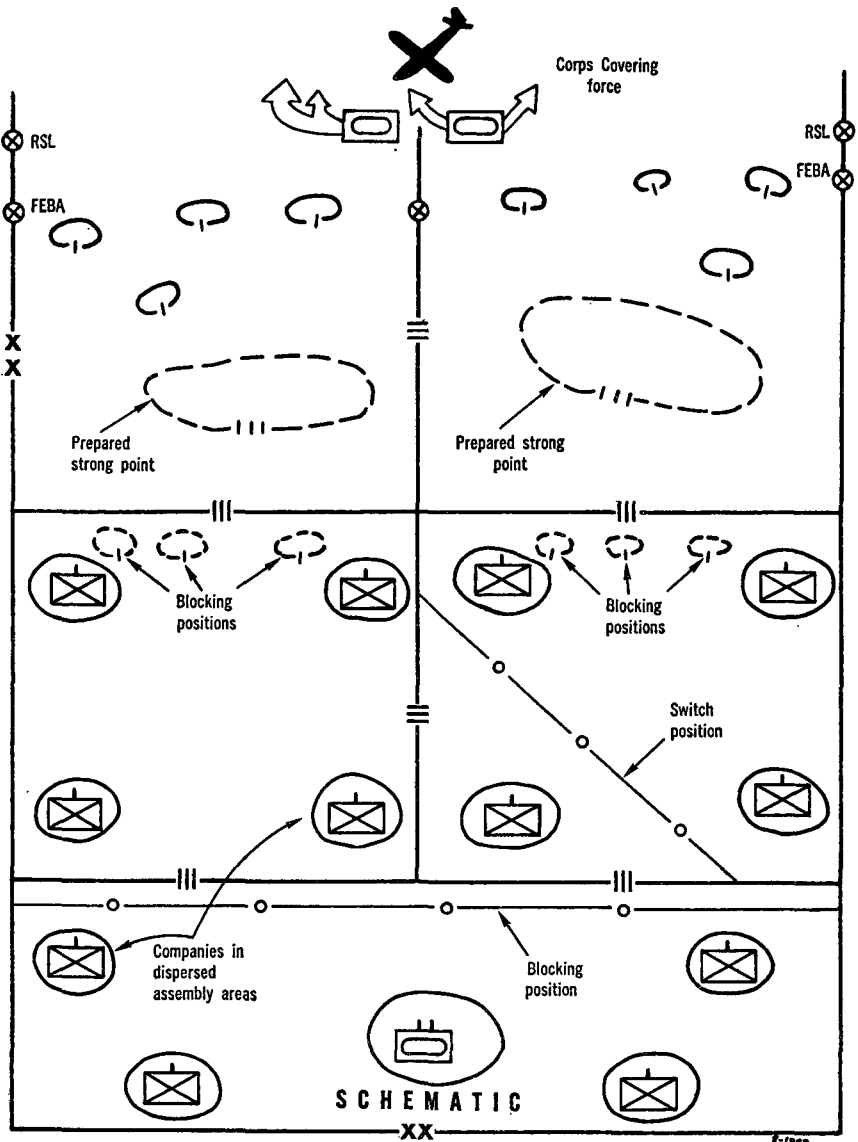 Corps Covering
force
RSL
RSL
FEBA
FEBA
X
X
Prepared
strong point
Prepared strong
point
Blocking
positions
Blocking
positions
Switch
position
Companies in
dispersed
assembly areas
Blocking
position
SCHEMATIC
XX